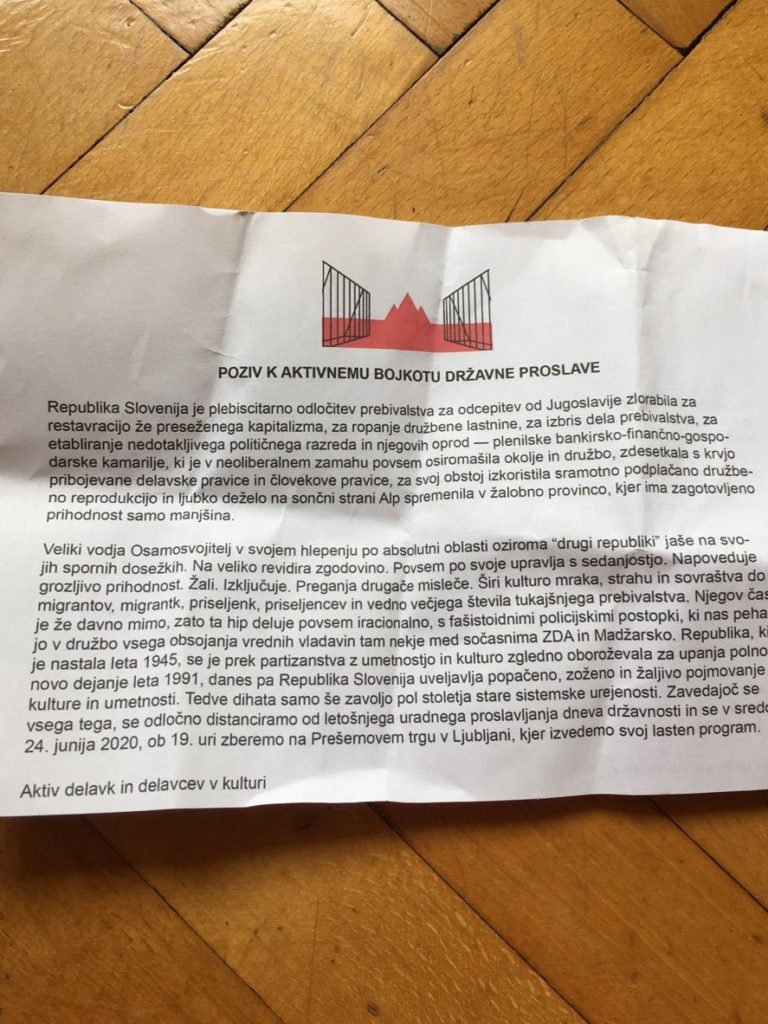 POZIV K AKTIVNEMU BOJKOTU DRŽAVNE PROSLAVE
Republika Slovenija je plebiscitarno odločitev prebivalstva za odcepitev od Jugoslavije zlorabila za
restavracijo že preseženega kapitalizma, za ropanje družbene lastnine, za izbris dela prebivalstva, za
etabliranje nedotakljivega političnega razreda in njegovih oprod — plenilske bankirsko-finančno-gospo-
darske kamarilje, ki je v neoliberalnem zamahu povsem osiromašila okolje in družbo, zdesetkala s krvjo
pribojevane delavske pravice in človekove pravice, za svoj obstoj izkoristila sramotno podplačano družbe-
no reprodukcijo in ljubko deželo na sončni strani Alp spremenila v žalobno provinco, kjer ima zagotovljeno
prihodnost samo manjšina.
Veliki vodja Osamosvojitelj v svojem hlepenju po absolutni oblasti oziroma "drugi republiki" jaše na svo-
jih spornih dosežkih. Na veliko revidira zgodovino. Povsem po svoje upravlja s sedanjostjo. Napoveduje
grozljivo prihodnost. Žali. Izključuje. Preganja drugače misleče. Širi kulturo mraka, strahu in sovraštva do
migrantov, migrantk, priseljenk, priseljencev in vedno večjega števila tukajšnjega prebivalstva. Njegov čas
je že davno mimo, zato ta hip deluje povsem iracionalno, s fašistoidnimi policijskimi postopki, ki nas peha
jo v družbo vsega obsojanja vrednih vladavin tam nekje med sočasnima ZDA in Madžarsko. Republika, ki
je nastala leta 1945, se je prek partizanstva z umetnostjo in kulturo zgledno oboroževala za upanja polno
novo dejanje leta 1991, danes pa Republika Slovenija uveljavlja popačeno, zoženo in žaljivo pojmovanje
kulture in umetnosti. Tedve dihata samo še zavoljo pol stoletja stare sistemske urejenosti. Zavedajoč se
vsega tega, se odločno distanciramo od letošnjega uradnega proslavljanja dneva državnosti in se v sredo
24. junija 2020, ob 19. uri zberemo na Prešernovem trgu v Ljubljani, kjer izvedemo svoj lasten program.
Aktiv delavk in delavcev v kulturi